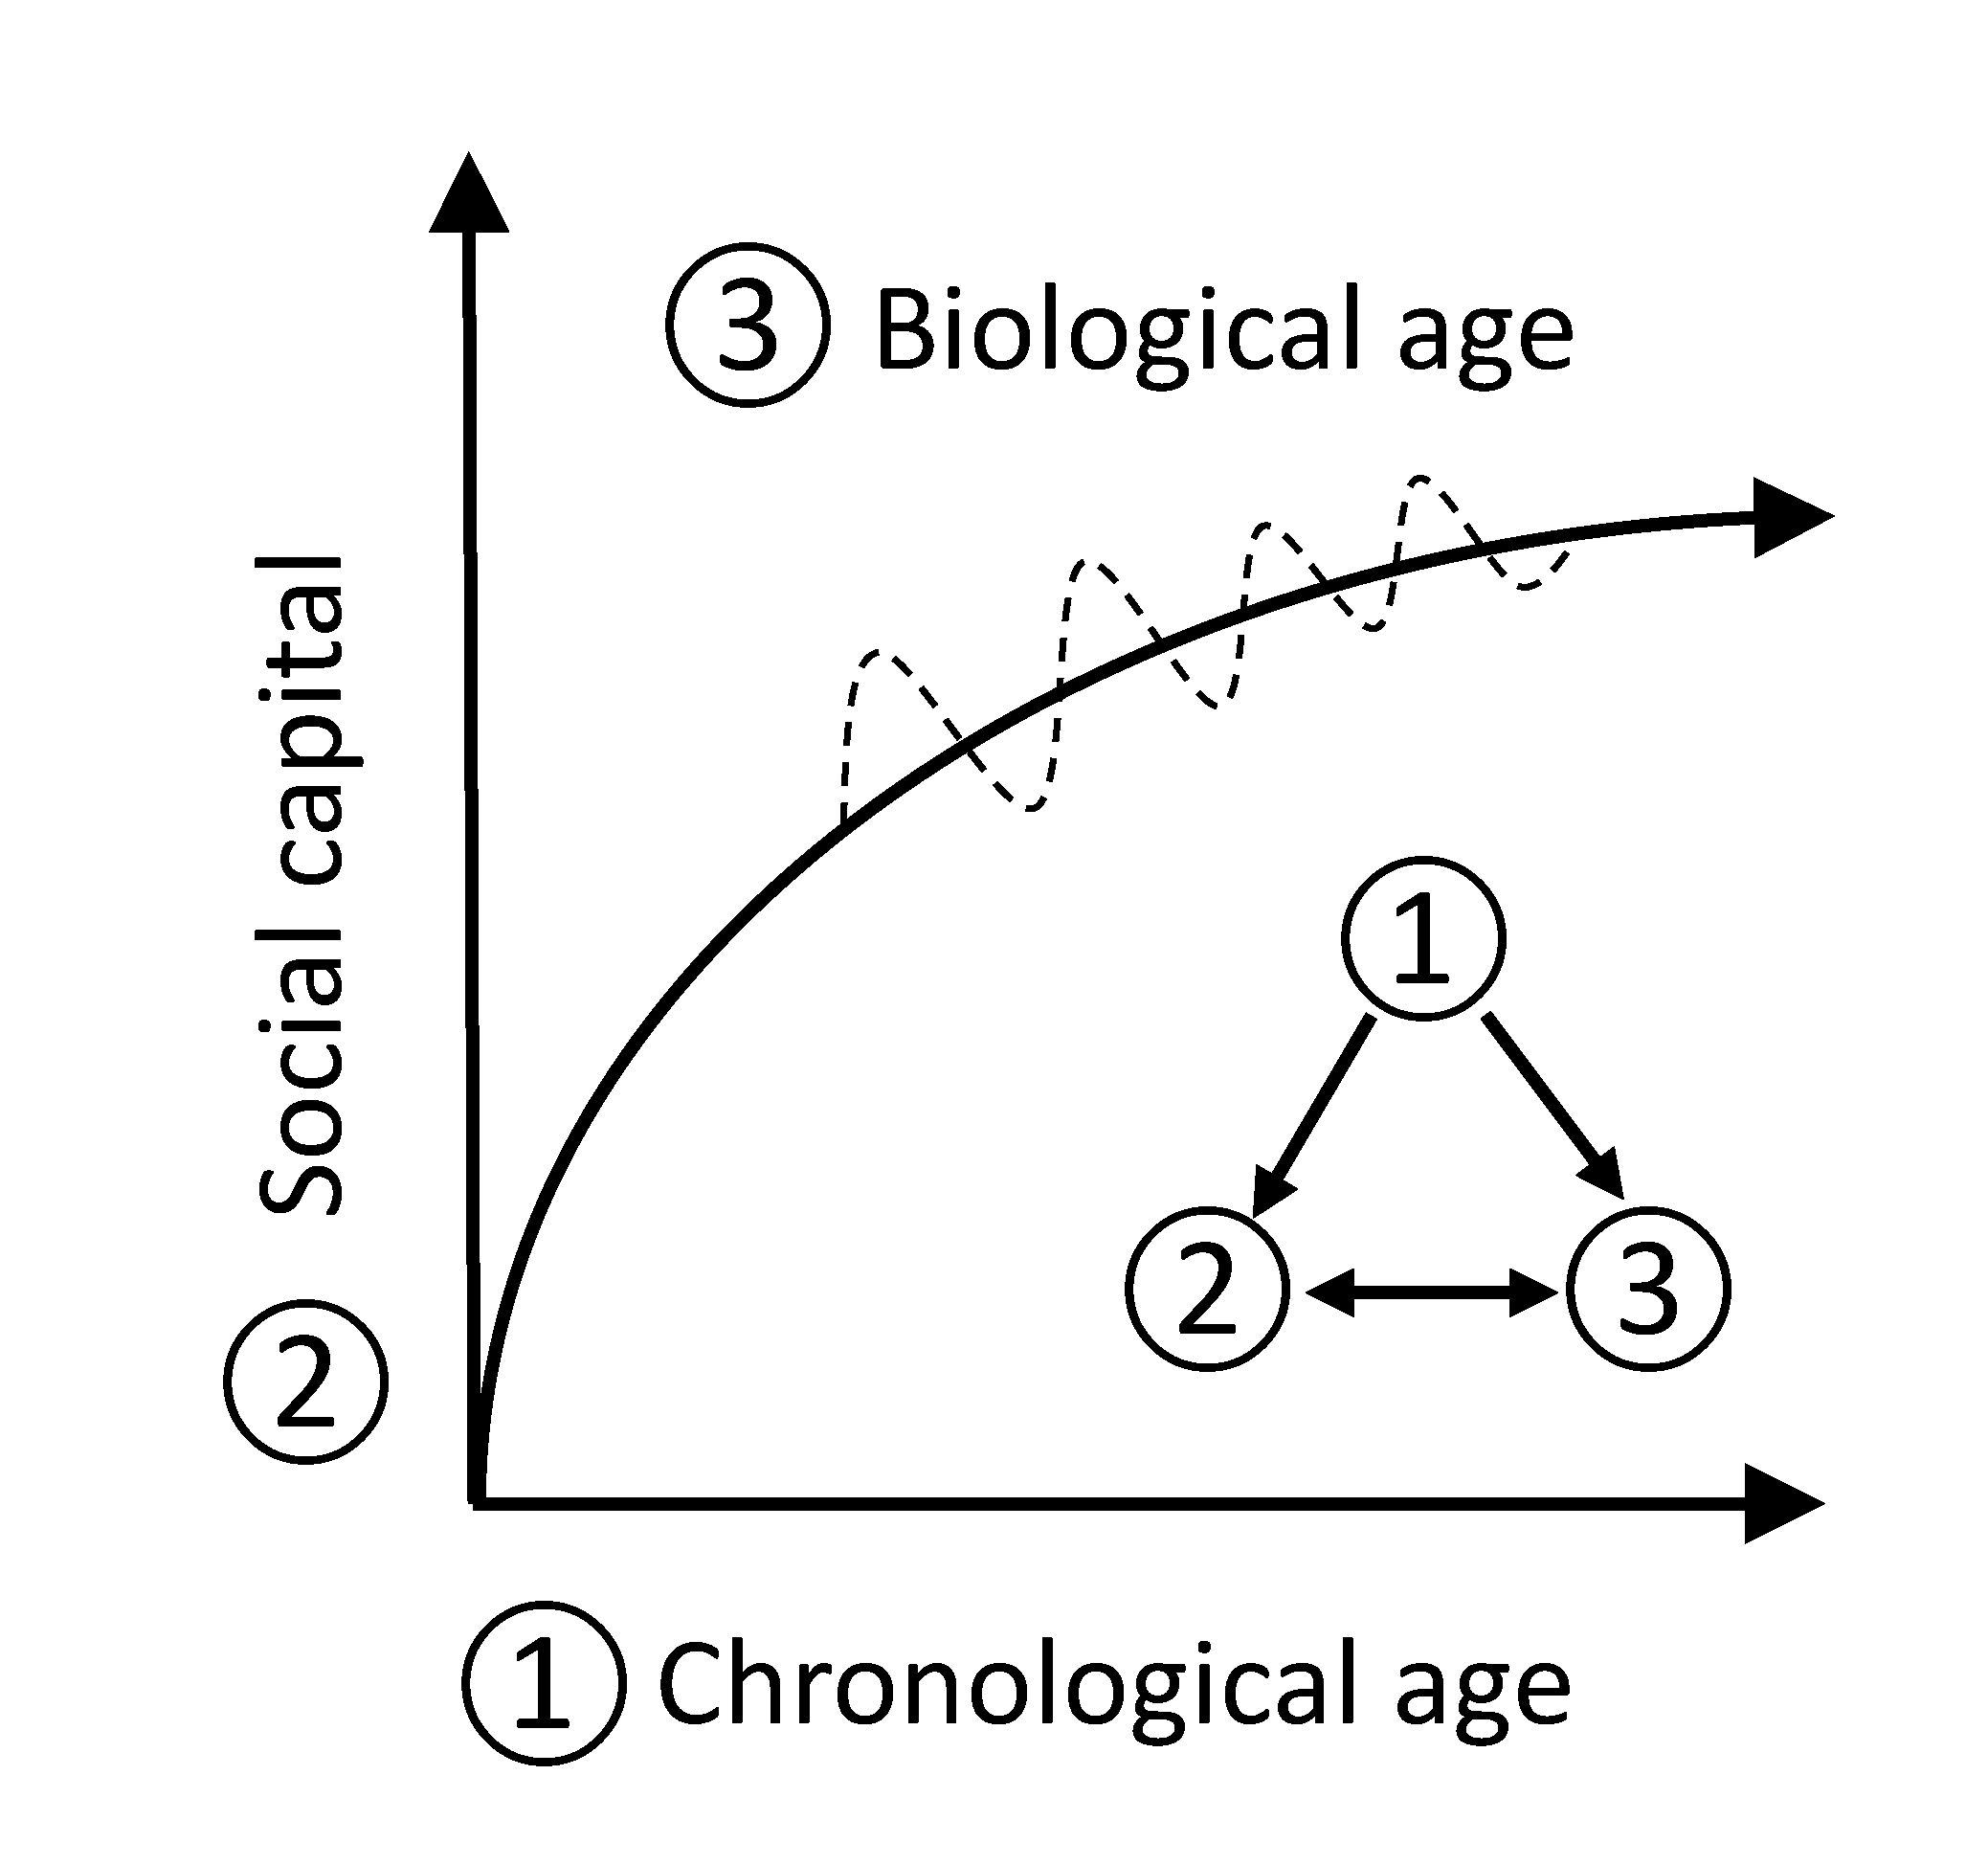 ③ Biological age
② Social capital
①
② ③
① Chronological age